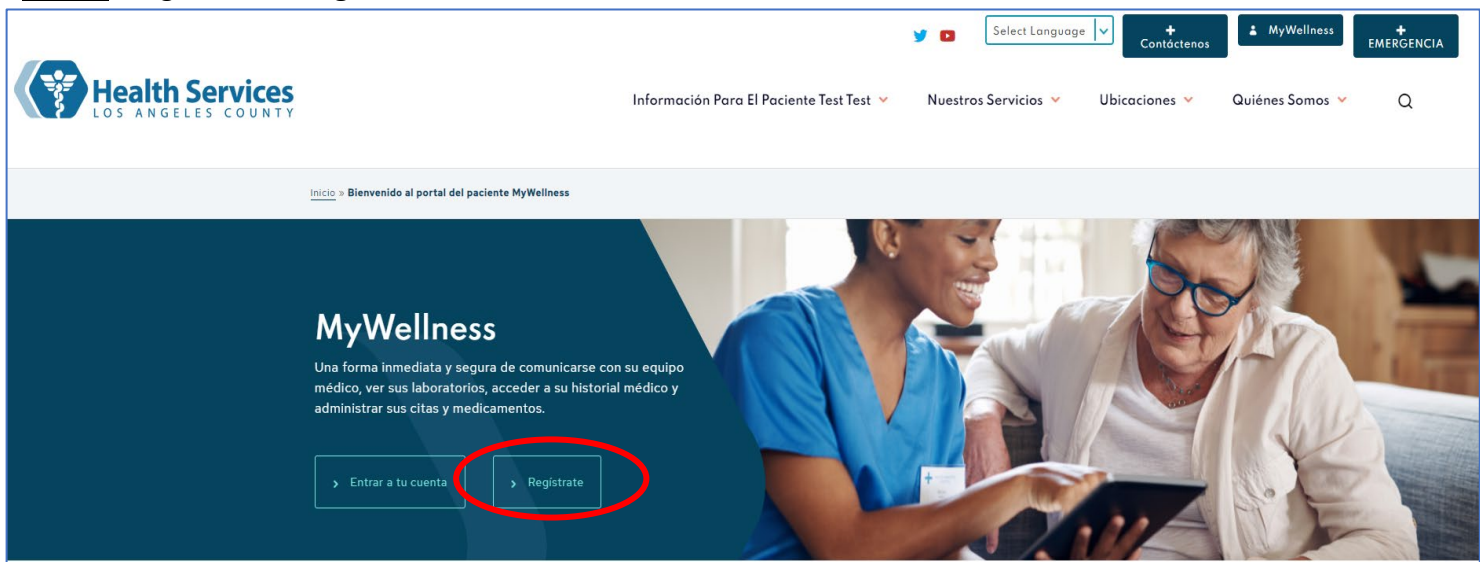 Select Language
+
Contáctenos
MyWellness
+
EMERGENCIA
Health Services
LOS ANGELES COUNTY
Información Para El Paciente Test Test
Nuestros Servicios
Ubicaciones
Quiénes Somos
Inicio » Bienvenido al portal del paciente MyWellness
MyWellness
Una forma inmediata y segura de comunicarse con su equipo
médico, ver sus laboratorios, acceder a su historial médico y
administrar sus citas y medicamentos.
> Entrar a tu cuenta
> Regístrate